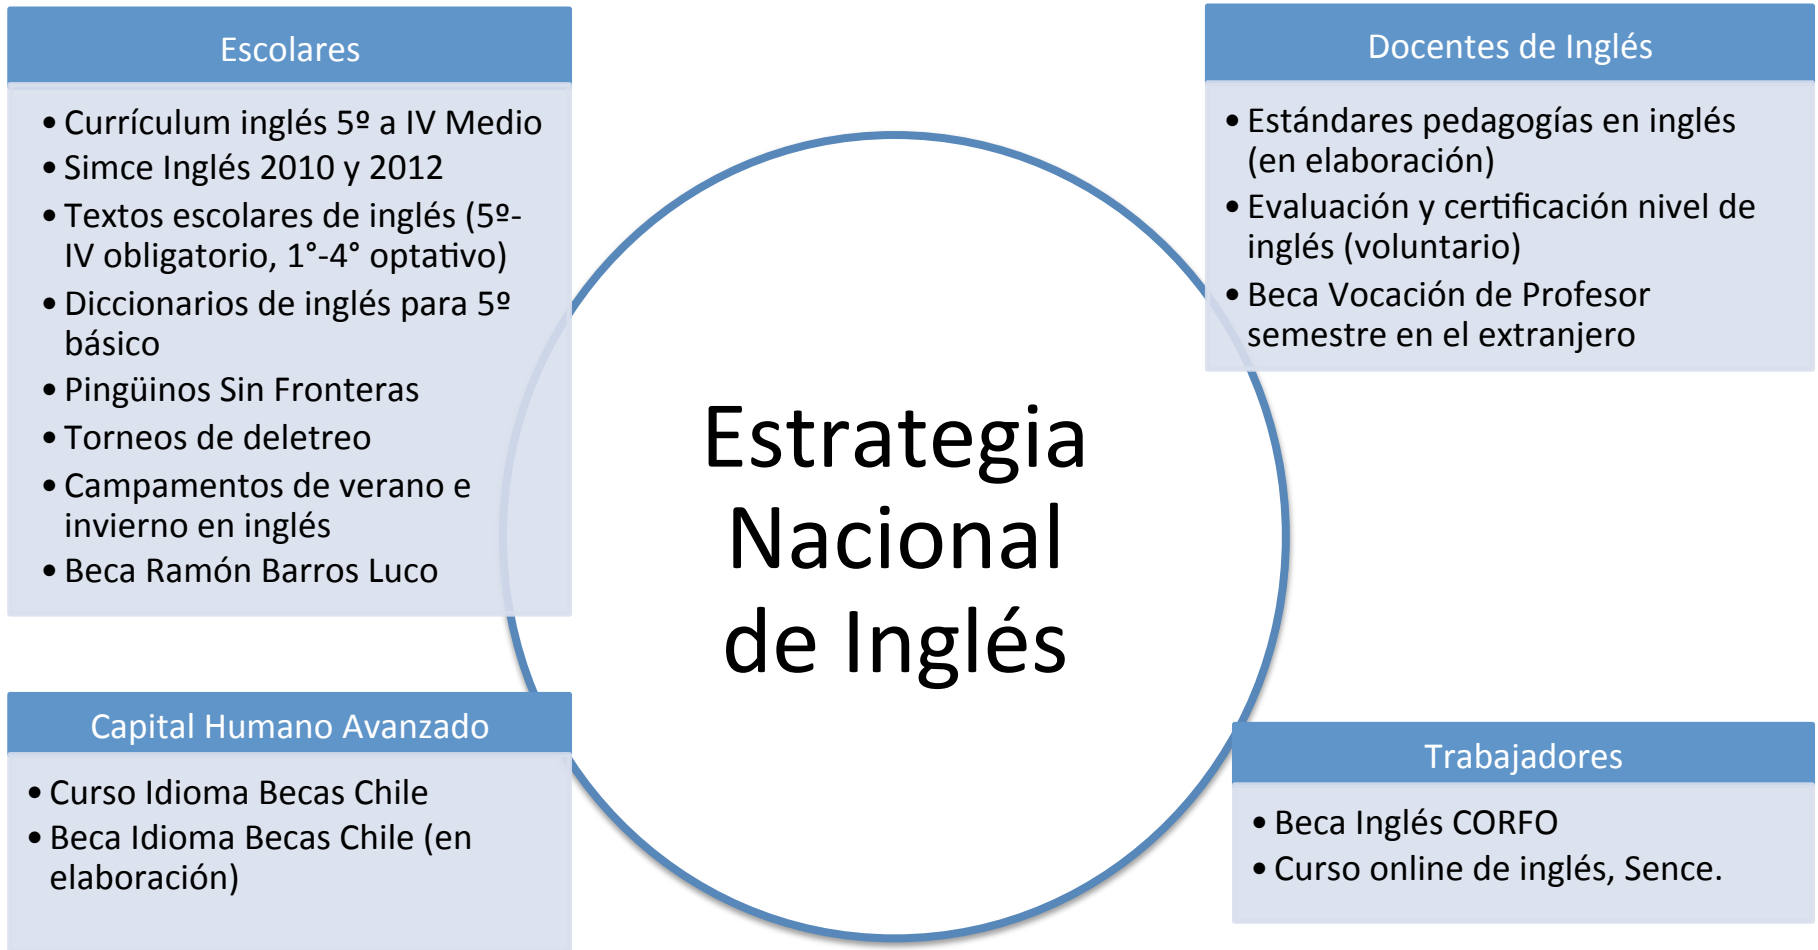 Escolares
• Currículum inglés 5º a IV Medio
• Simce Inglés 2010 y 2012
• Textos escolares de inglés (5º-
IV obligatorio, 1°-4° optativo)
• Diccionarios de inglés para 5º
básico
• Pingüinos Sin Fronteras
• Torneos de deletreo
• Campamentos de verano e
invierno en inglés
• Beca Ramón Barros Luco
Docentes de Inglés
• Estándares pedagogías en inglés
(en elaboración)
• Evaluación y certificación nivel de
inglés (voluntario)
• Beca Vocación de Profesor
semestre en el extranjero
Estrategia
Nacional
de Inglés
Capital Humano Avanzado
• Curso Idioma Becas Chile
• Beca Idioma Becas Chile (en
elaboración)
Trabajadores
• Beca Inglés CORFO
• Curso online de inglés, Sence.